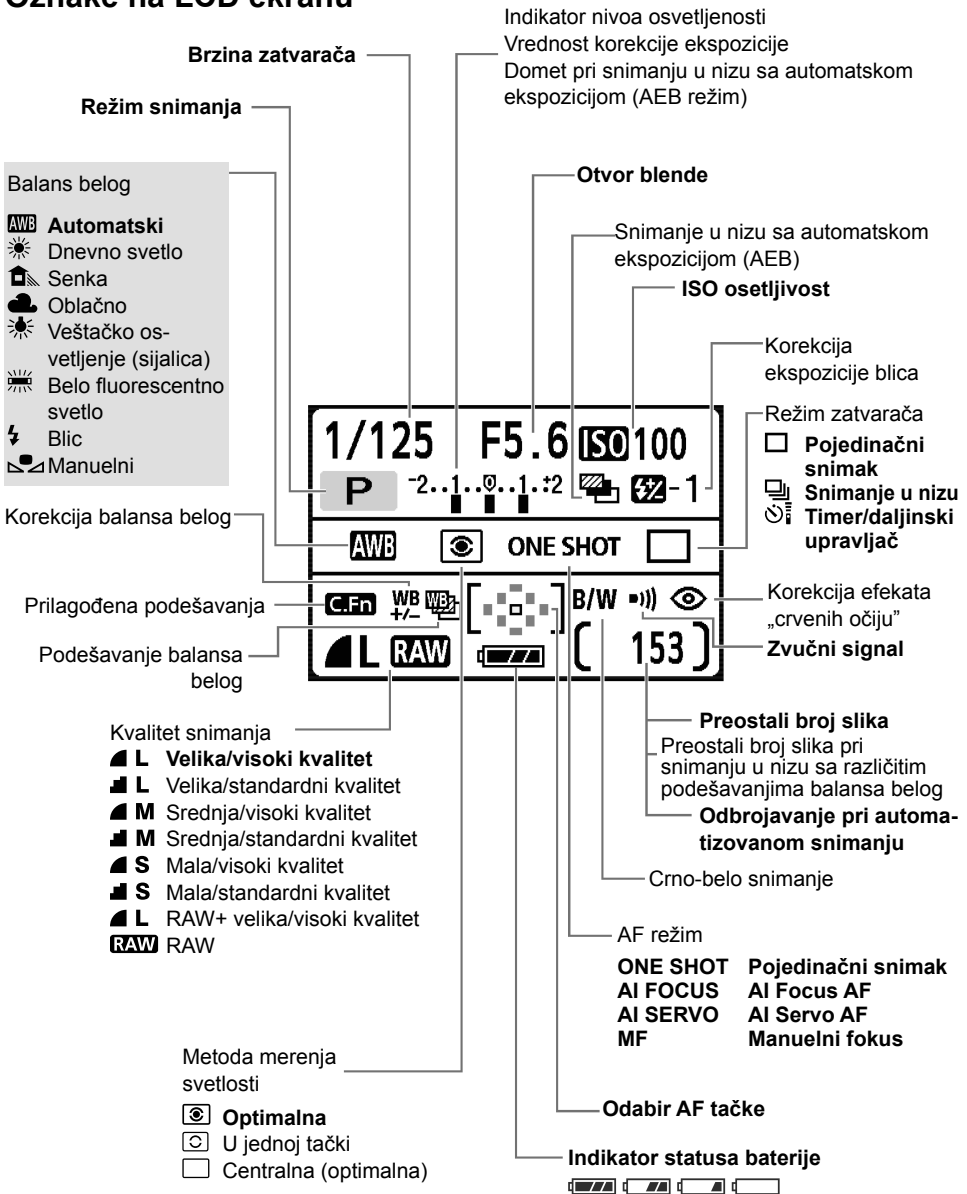 Oznake na LCD ekranu
Indikator nivoa osvetljenosti
Vrednost korekcije ekspozicije
Domet pri snimanju u nizu sa automatskom
ekspozicijom (AEB režim)
Brzina zatvarača
Režim snimanja
Otvor blende
Balans belog
AWB Automatski
Dnevno svetlo
Senka
Oblačno
Veštačko os-
vetljenje (sijalica)
Belo fluorescentno
svetlo
Blic
Manuelni
Snimanje u nizu sa automatskom
ekspozicijom (AEB)
ISO osetljivost
Korekcija
ekspozicije blica
Režim zatvarača
Pojedinačni
snimak
Snimanje u nizu
Timer/daljinski
upravljač
1/125 F5.6 ISO 100
P -2..1..0..1.:2 -1
AWB ONE SHOT
C.Fn WB +/- WB B/W
L RAW [ 153 ]
Korekcija balansa belog
Prilagođena podešavanja
Podešavanje balansa
belog
Korekcija efekata
„crvenih očiju”
Zvučni signal
Kvalitet snimanja
L Velika/visoki kvalitet
L Velika/standardni kvalitet
M Srednja/visoki kvalitet
M Srednja/standardni kvalitet
S Mala/visoki kvalitet
S Mala/standardni kvalitet
L RAW+ velika/visoki kvalitet
RAW RAW
Preostali broj slika
Preostali broj slika pri
snimanju u nizu sa različitim
podešavanjima balansa belog
Odbrojavanje pri automa-
tizovanom snimanju
Crno-belo snimanje
AF režim
ONE SHOT Pojedinačni snimak
AI FOCUS AI Focus AF
AI SERVO AI Servo AF
MF Manuelni fokus
Metoda merenja
svetlosti
Optimalna
U jednoj tački
Centralna (optimalna)
Odabir AF tačke
Indikator statusa baterije